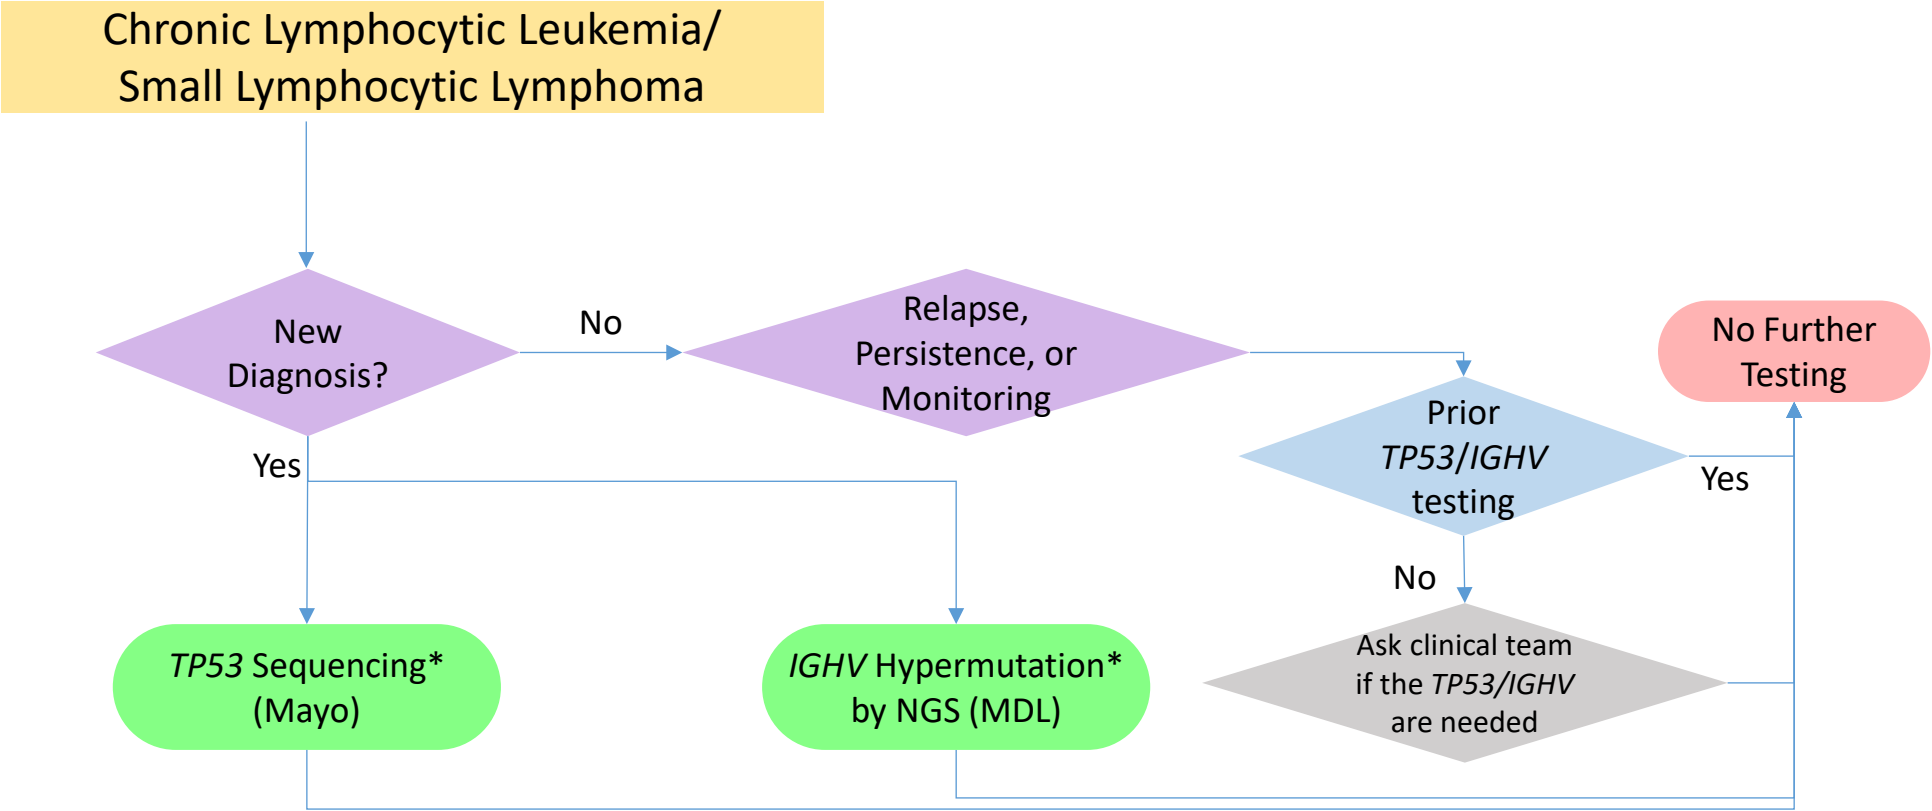 Chronic Lymphocytic Leukemia/
Small Lymphocytic Lymphoma
New
Diagnosis?
No
Relapse,
Persistence, or
Monitoring
No Further
Testing
Prior
TP53/IGHV
testing
Yes
Yes
No
TP53 Sequencing*
(Mayo)
IGHV Hypermutation*
by NGS (MDL)
Ask clinical team
if the TP53/IGHV
are needed